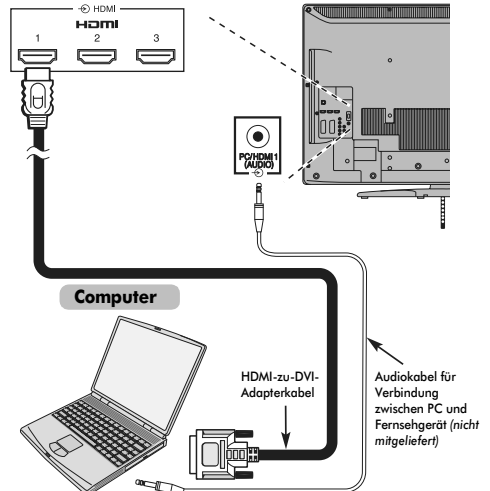 HDMI
HDMI
1 2 3
PC/HDMI 1
(AUDIO)
Computer
HDMI-zu-DVI-
Adapterkabel
Audiokabel für
Verbindung
zwischen PC und
Fernsehgerät (nicht
mitgeliefert)